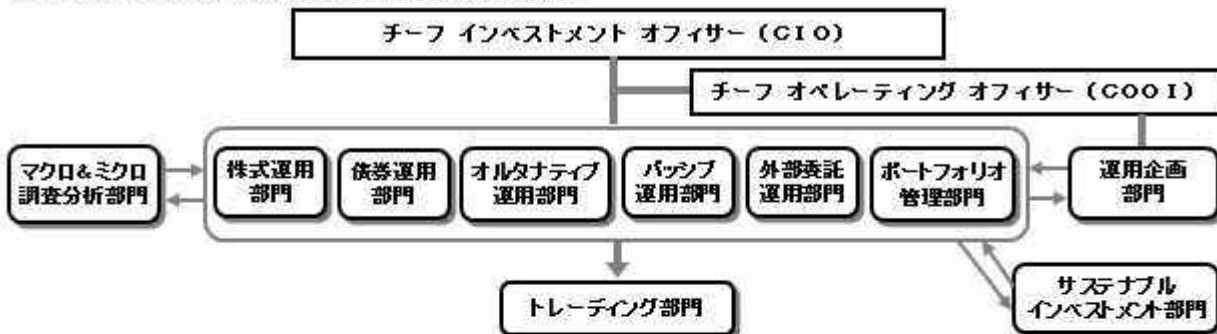 チーフ インベストメント オフィサー (CIO)
チーフ オペレーティング オフィサー (COO I)
マクロ&ミクロ
調査分析部門
株式運用
部門
債券運用
部門
オルタナティブ
運用部門
パッシブ
運用部門
外部委託
運用部門
ポートフォリオ
管理部門
運用企画
部門
トレーディング部門
サステナブル
インベストメント部門